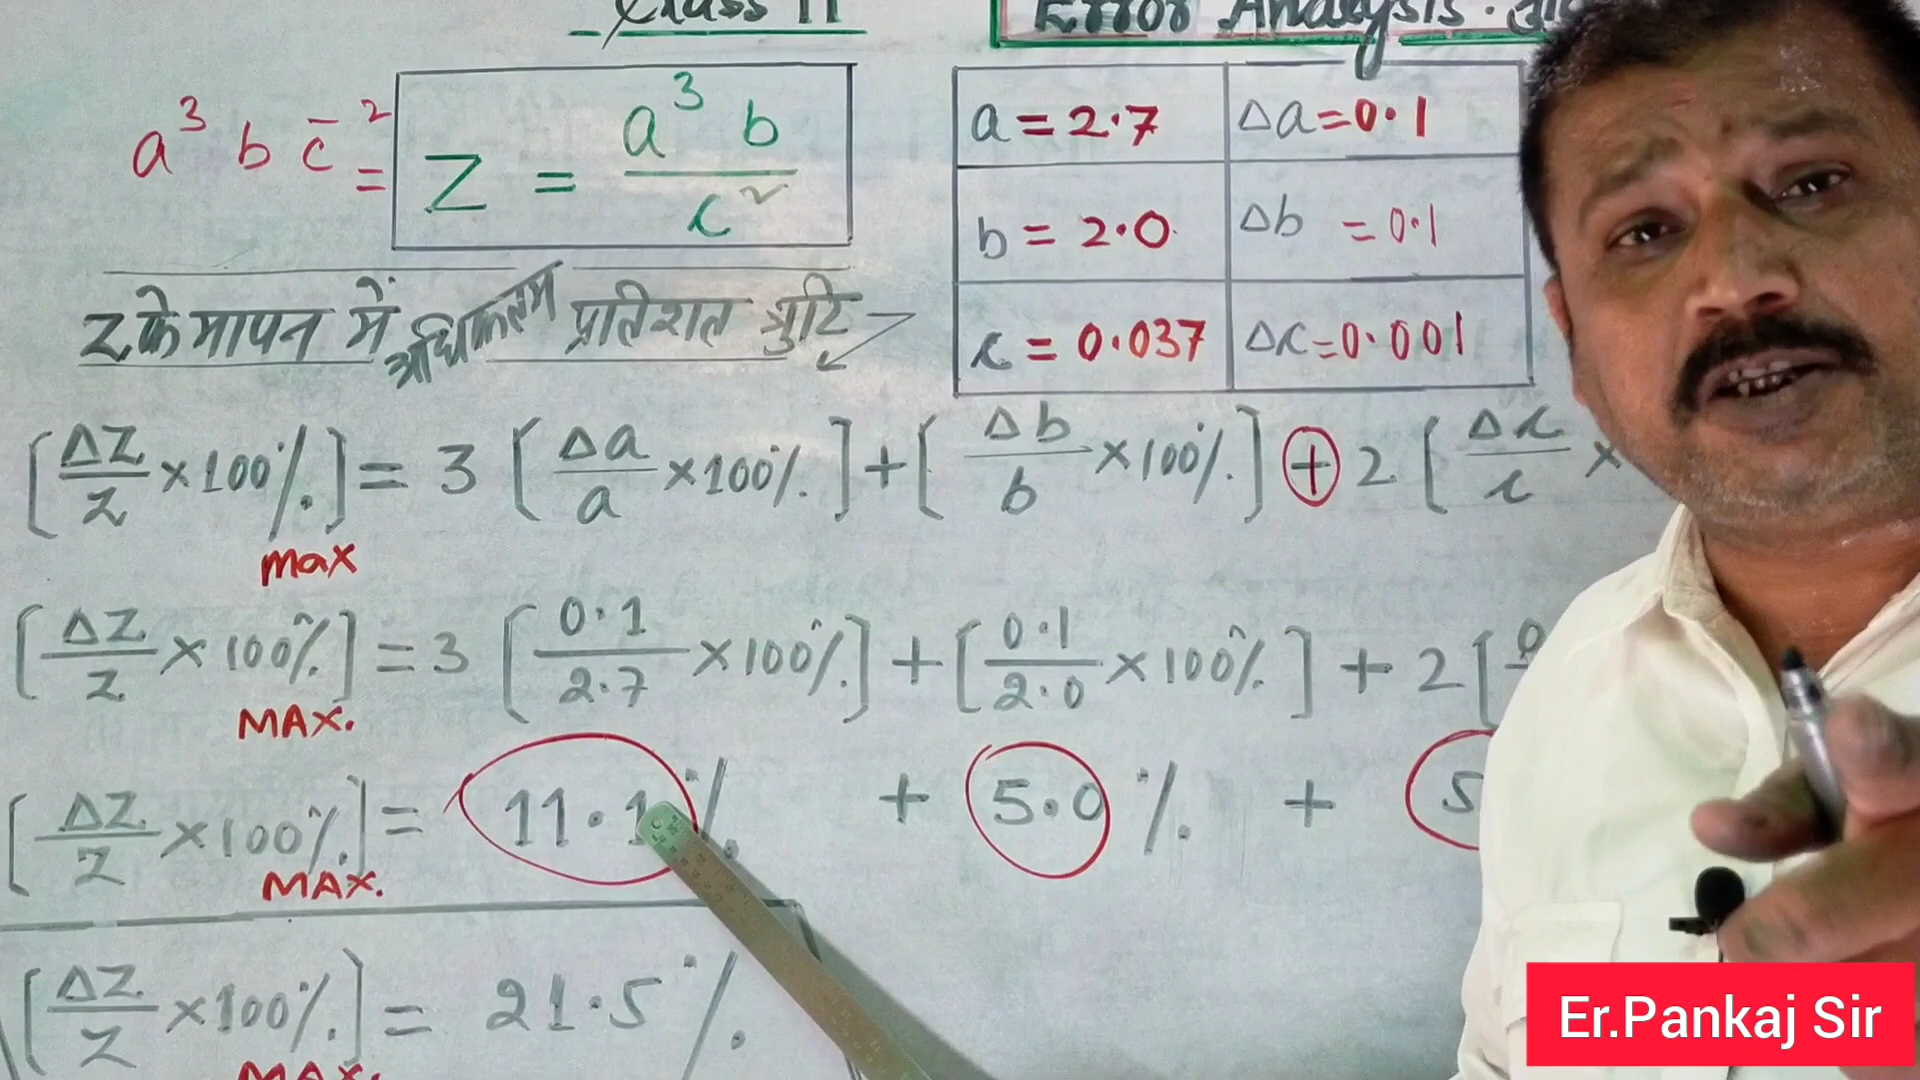 Class 11
Error Analysis.
a³ b c̄² =
Z = a³ b / c²
a = 2.7 Δa=0.1
b = 2.0 Δb = 0.1
c = 0.037 Δc=0.001
Z के मापन में अधिकतम प्रतिशत त्रुटि
[ΔZ/Z ×100%] = 3 [Δa/a ×100%] + [Δb/b ×100%] + 2 [Δc/c ×
max
[ΔZ/Z × 100%] = 3 [0.1/2.7 ×100%] + [0.1/2.0 ×100%] + 2 [
MAX.
[ΔZ/Z ×100%] = 11.1 % + 5.0 % + 5
MAX.
[ΔZ/Z ×100%] = 21.5 %
MAX.
Er.Pankaj Sir